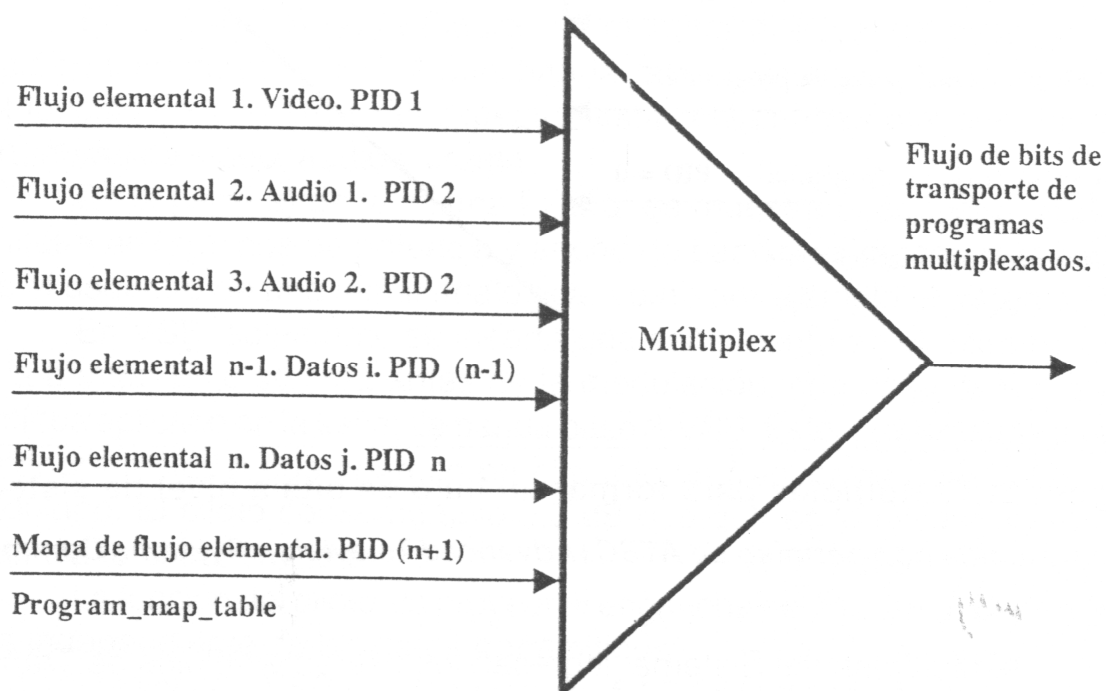 Flujo elemental 1. Video. PID 1
Flujo elemental 2. Audio 1. PID 2
Flujo elemental 3. Audio 2. PID 2
Flujo elemental n-1. Datos i. PID (n-1)
Flujo elemental n. Datos j. PID n
Mapa de flujo elemental. PID (n+1)
Program_map_table
Múltiplex
Flujo de bits de
transporte de
programas
multiplexados.